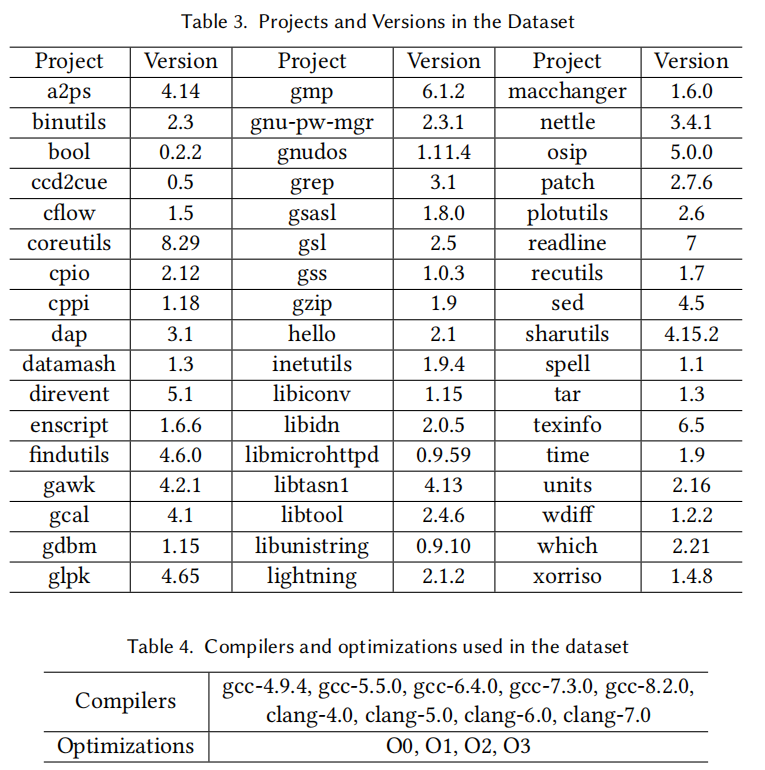 Table 3. Projects and Versions in the Dataset
Project Version Project Version Project Version
a2ps 4.14 gmp 6.1.2 macchanger 1.6.0
binutils 2.3 gnu-pw-mgr 2.3.1 nettle 3.4.1
bool 0.2.2 gnudos 1.11.4 osip 5.0.0
ccd2cue 0.5 grep 3.1 patch 2.7.6
cflow 1.5 gsasl 1.8.0 plotutils 2.6
coreutils 8.29 gsl 2.5 readline 7
cpio 2.12 gss 1.0.3 recutils 1.7
cppi 1.18 gzip 1.9 sed 4.5
dap 3.1 hello 2.1 sharutils 4.15.2
datamash 1.3 inetutils 1.9.4 spell 1.1
direvent 5.1 libiconv 1.15 tar 1.3
enscript 1.6.6 libidn 2.0.5 texinfo 6.5
findutils 4.6.0 libmicrohttpd 0.9.59 time 1.9
gawk 4.2.1 libtasn1 4.13 units 2.16
gcal 4.1 libtool 2.4.6 wdiff 1.2.2
gdbm 1.15 libunistring 0.9.10 which 2.21
glpk 4.65 lightning 2.1.2 xorriso 1.4.8
Table 4. Compilers and optimizations used in the dataset
Compilers gcc-4.9.4, gcc-5.5.0, gcc-6.4.0, gcc-7.3.0, gcc-8.2.0,
clang-4.0, clang-5.0, clang-6.0, clang-7.0
Optimizations O0, O1, O2, O3